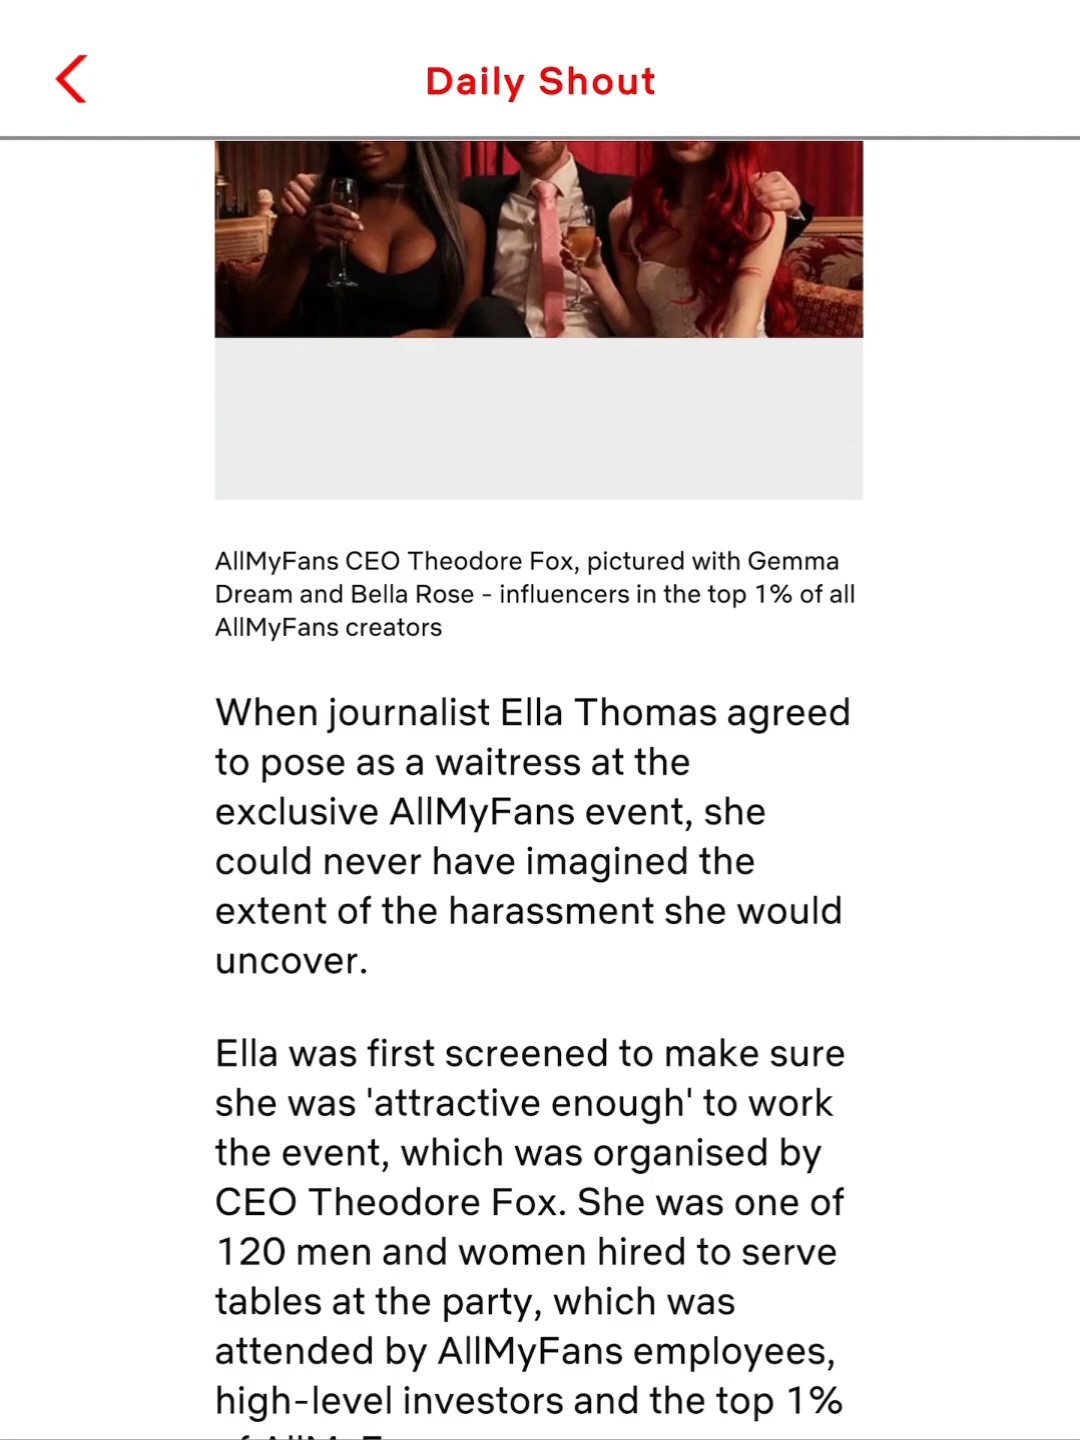 Daily Shout
AllMyFans CEO Theodore Fox, pictured with Gemma
Dream and Bella Rose - influencers in the top 1% of all
AllMyFans creators
When journalist Ella Thomas agreed
to pose as a waitress at the
exclusive AllMyFans event, she
could never have imagined the
extent of the harassment she would
uncover.
Ella was first screened to make sure
she was 'attractive enough' to work
the event, which was organised by
CEO Theodore Fox. She was one of
120 men and women hired to serve
tables at the party, which was
attended by AllMyFans employees,
high-level investors and the top 1%